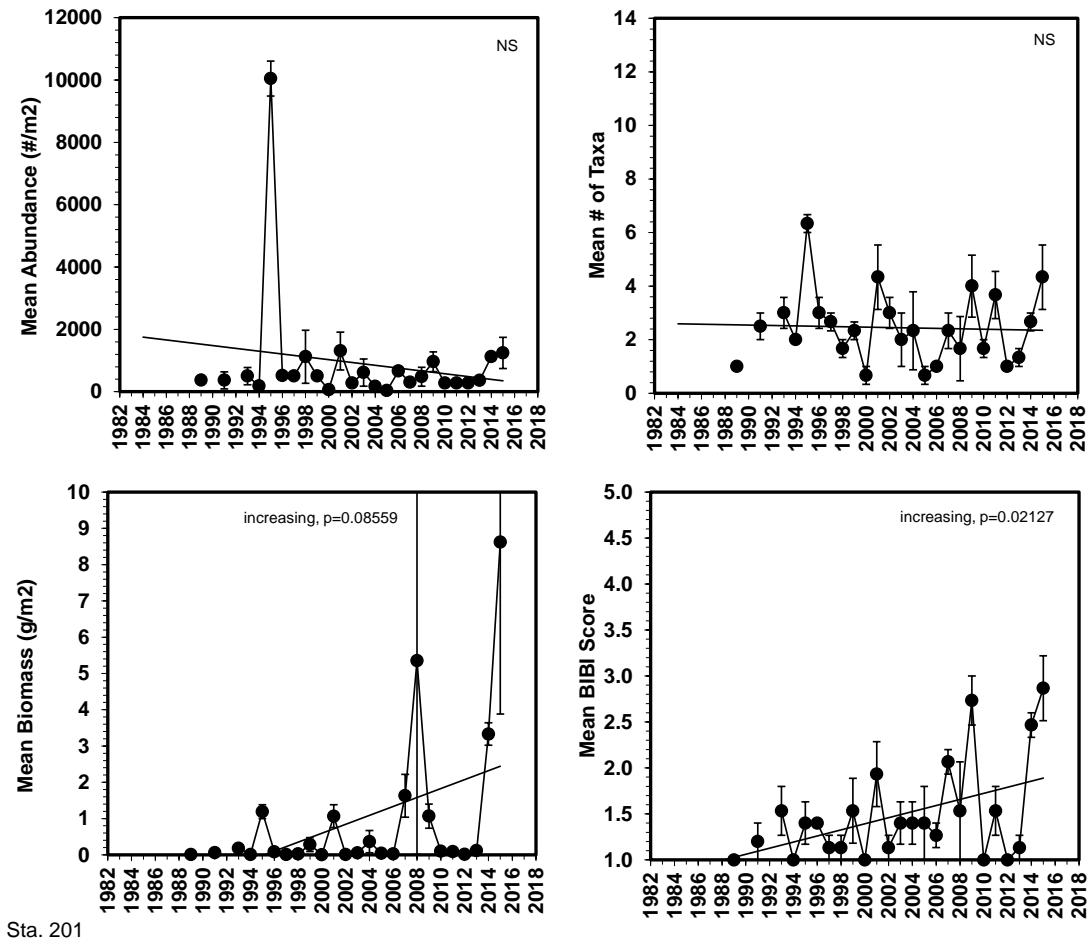 12000
10000
8000
6000
4000
2000
0
Mean Abundance (#/m2)
NS
1982 1984 1986 1988 1990 1992 1994 1996 1998 2000 2002 2004 2006 2008 2010 2012 2014 2016 2018
14
12
10
8
6
4
2
0
Mean # of Taxa
NS
1982 1984 1986 1988 1990 1992 1994 1996 1998 2000 2002 2004 2006 2008 2010 2012 2014 2016 2018
10
9
8
7
6
5
4
3
2
1
0
Mean Biomass (g/m2)
increasing, p=0.08559
1982 1984 1986 1988 1990 1992 1994 1996 1998 2000 2002 2004 2006 2008 2010 2012 2014 2016 2018
5.0
4.5
4.0
3.5
3.0
2.5
2.0
1.5
1.0
Mean BIBI Score
increasing, p=0.02127
1982 1984 1986 1988 1990 1992 1994 1996 1998 2000 2002 2004 2006 2008 2010 2012 2014 2016 2018
Sta. 201